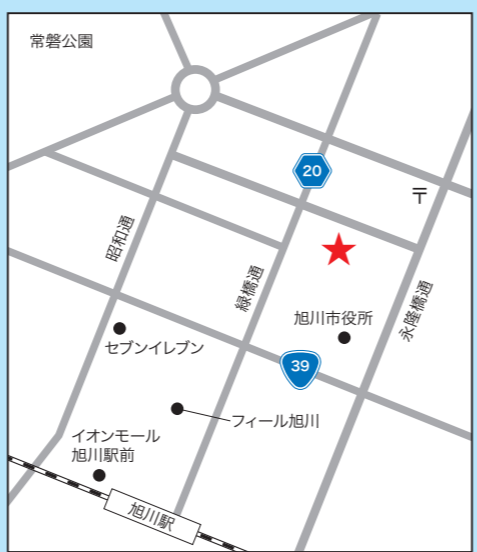 常磐公園
20
〒
昭和通
緑橋通
永隆橋通
旭川市役所
セブンイレブン
39
フィール旭川
イオンモール
旭川駅前
旭川駅